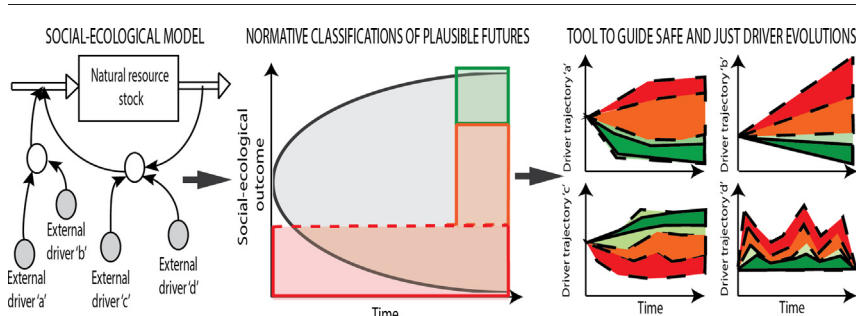 SOCIAL-ECOLOGICAL MODEL
Natural resource
stock
External
driver 'b'
External
driver 'a'
External
driver 'c'
External
driver 'd'
NORMATIVE CLASSIFICATIONS OF PLAUSIBLE FUTURES
Social-ecological
outcome
Time
TOOL TO GUIDE SAFE AND JUST DRIVER EVOLUTIONS
Driver trajectory 'a'
Driver trajectory 'b'
Driver trajectory 'c'
Driver trajectory 'd'
Time
Time